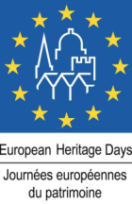 European Heritage Days
Journées européennes
du patrimoine